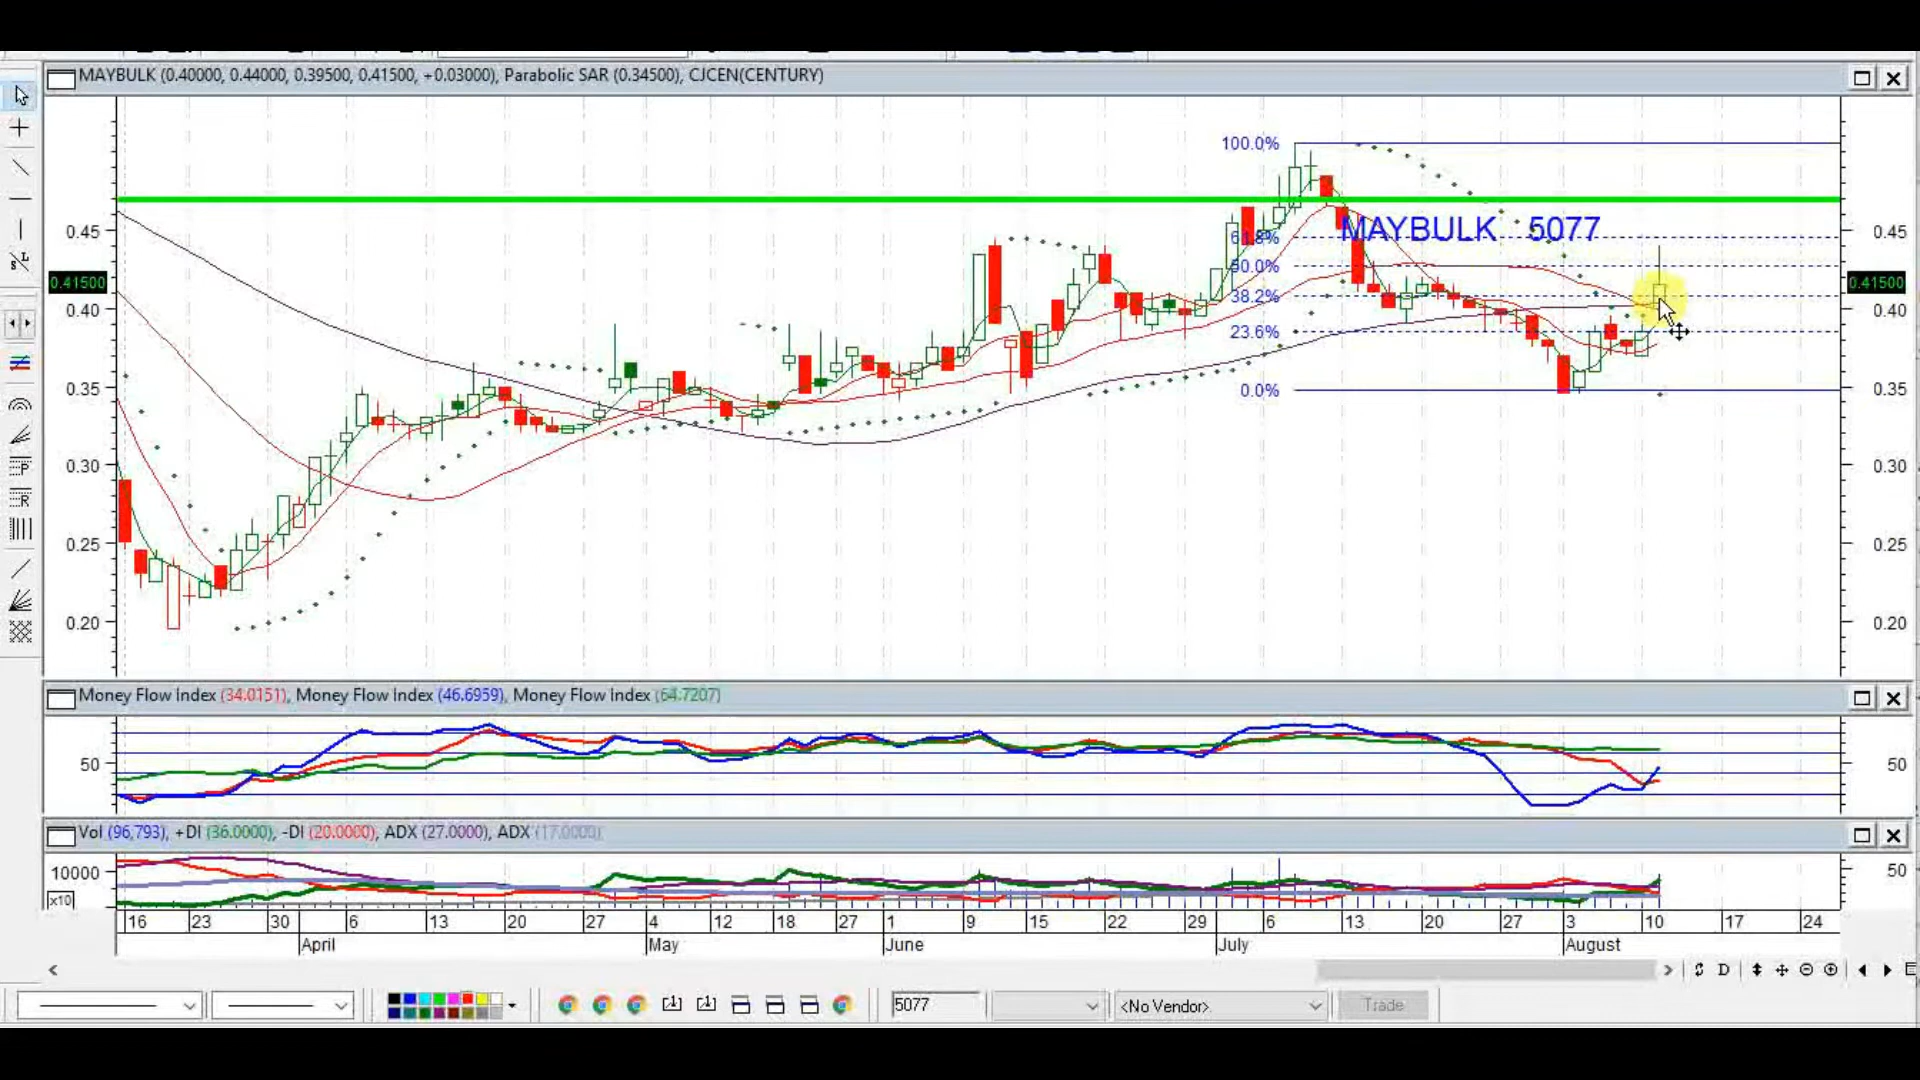 MAYBULK (0.40000, 0.44000, 0.39500, 0.41500, +0.03000), Parabolic SAR (0.34500), CJCEN(CENTURY)
100.0%
MAYBULK 5077
0.45 61.8% 0.45
50.0%
0.41500 0.41500
38.2%
0.40 0.40
23.6%
0.35 0.0% 0.35
0.30 0.30
0.25 0.25
0.20 0.20
Money Flow Index (34.0151), Money Flow Index (46.6959), Money Flow Index (64.7207)
50 50
Vol (96,793), +DI (36.0000), -DI (20.0000), ADX (27.0000), ADX (17.0000)
10000 50
x10
16 23 30 6 13 20 27 4 12 18 27 1 9 15 22 29 6 13 20 27 3 10 17 24
April May June July August
D
5077 <No Vendor> Trade